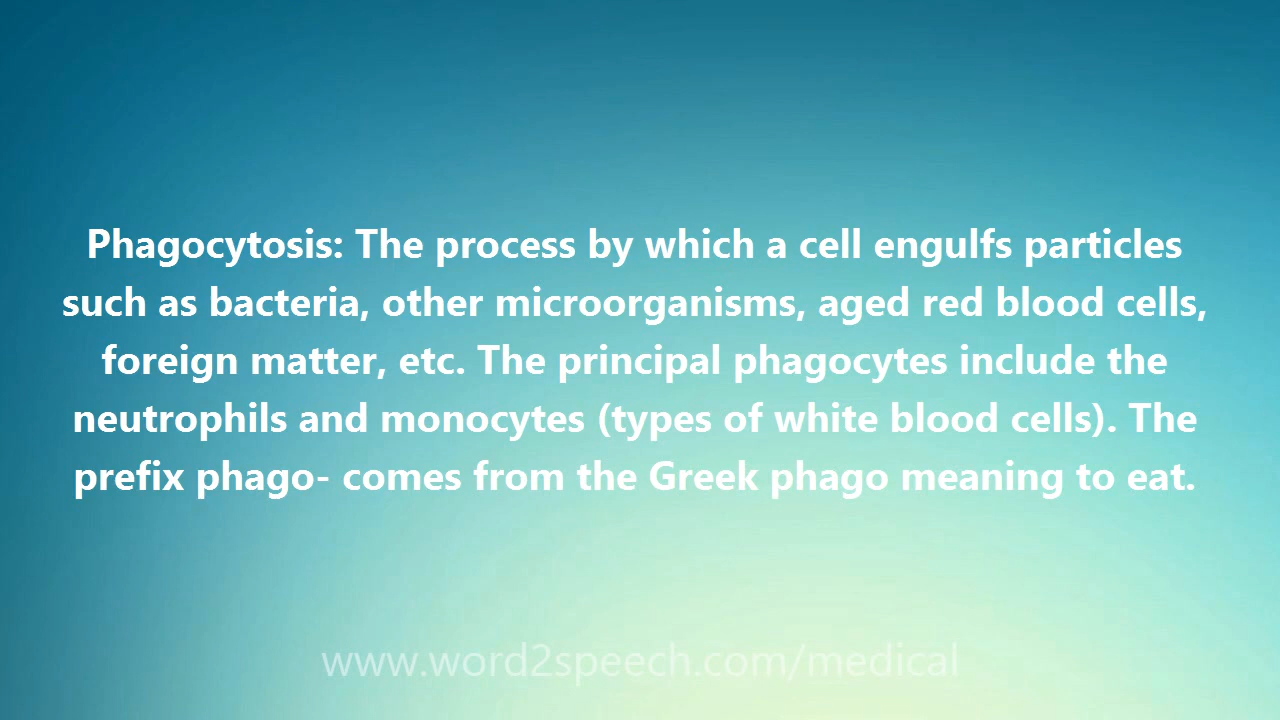 Phagocytosis: The process by which a cell engulfs particles
such as bacteria, other microorganisms, aged red blood cells,
foreign matter, etc. The principal phagocytes include the
neutrophils and monocytes (types of white blood cells). The
prefix phago- comes from the Greek phago meaning to eat.
www.word2speech.com/medical